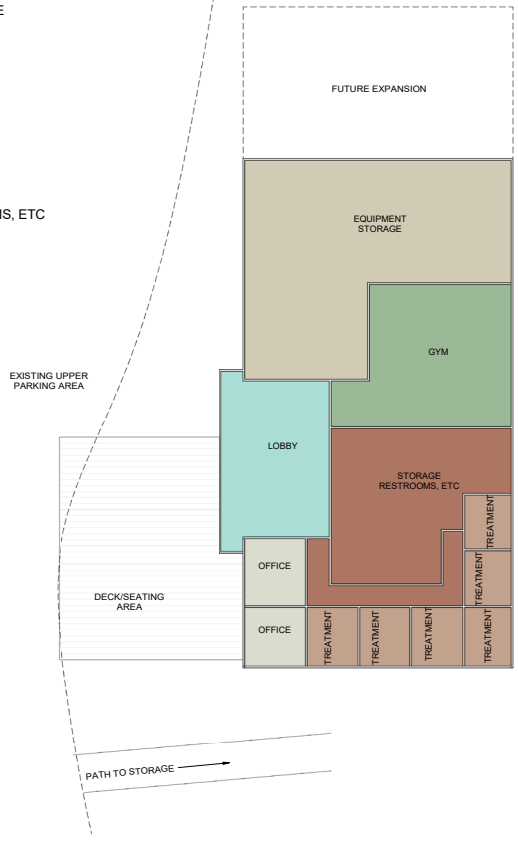 E
FUTURE EXPANSION
EQUIPMENT
STORAGE
MS, ETC
GYM
EXISTING UPPER
PARKING AREA
LOBBY
STORAGE
RESTROOMS, ETC
TREATMENT
OFFICE
TREATMENT
DECK/SEATING
AREA
OFFICE
TREATMENT
TREATMENT
TREATMENT
TREATMENT
PATH TO STORAGE